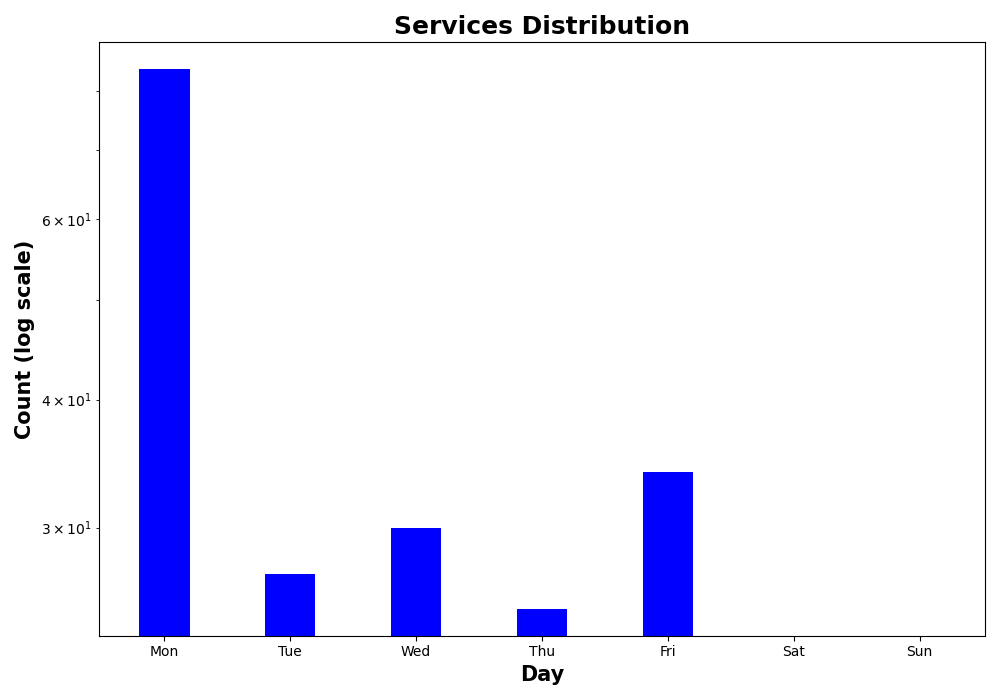 Services Distribution
Count (log scale)
6 × 10¹
4 × 10¹
3 × 10¹
Mon Tue Wed Thu Fri Sat Sun
Day